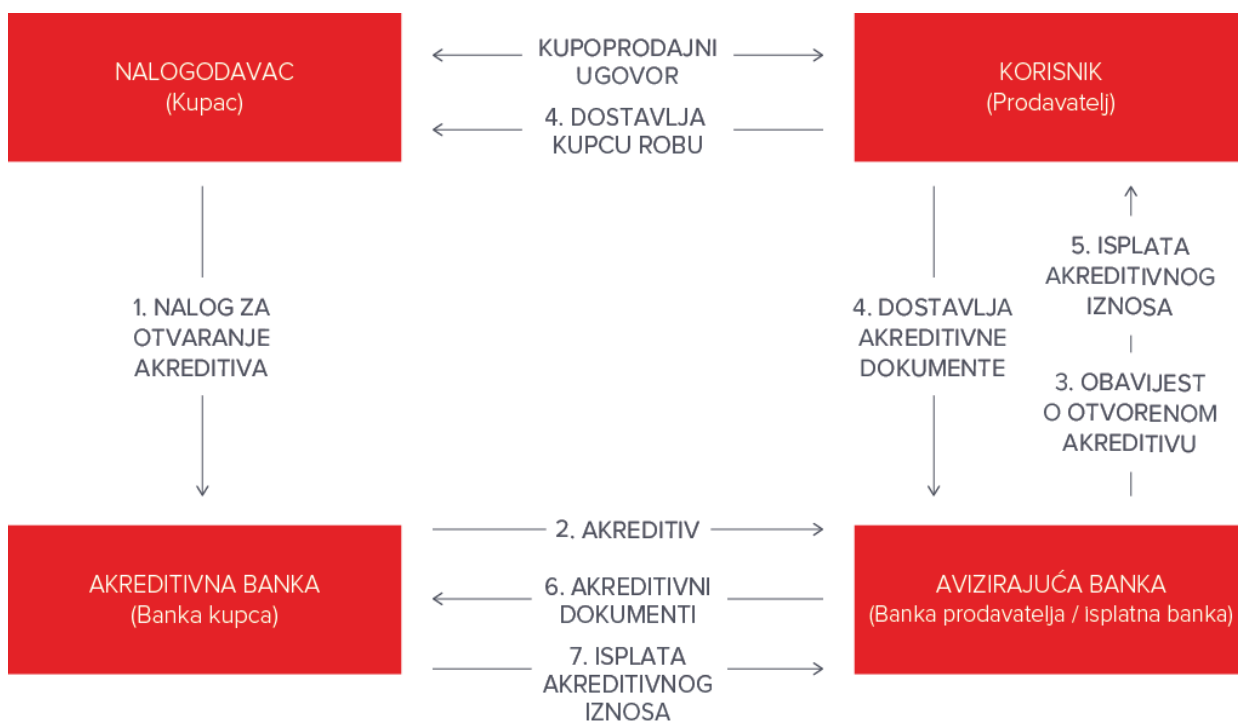 NALOGODAVAC
(Kupac)
KUPOPRODAJNI
UGOVOR
4. DOSTAVLJA
KUPCU ROBU
KORISNIK
(Prodavatelj)
1. NALOG ZA
OTVARANJE
AKREDITIVA
4. DOSTAVLJA
AKREDITIVNE
DOKUMENTE
5. ISPLATA
AKREDITIVNOG
IZNOSA
3. OBAVIJEST
O OTVORENOM
AKREDITIVU
AKREDITIVNA BANKA
(Banka kupca)
2. AKREDITIV
6. AKREDITIVNI
DOKUMENTI
7. ISPLATA
AKREDITIVNOG
IZNOSA
AVIZIRAJUĆA BANKA
(Banka prodavatelja / isplatna banka)